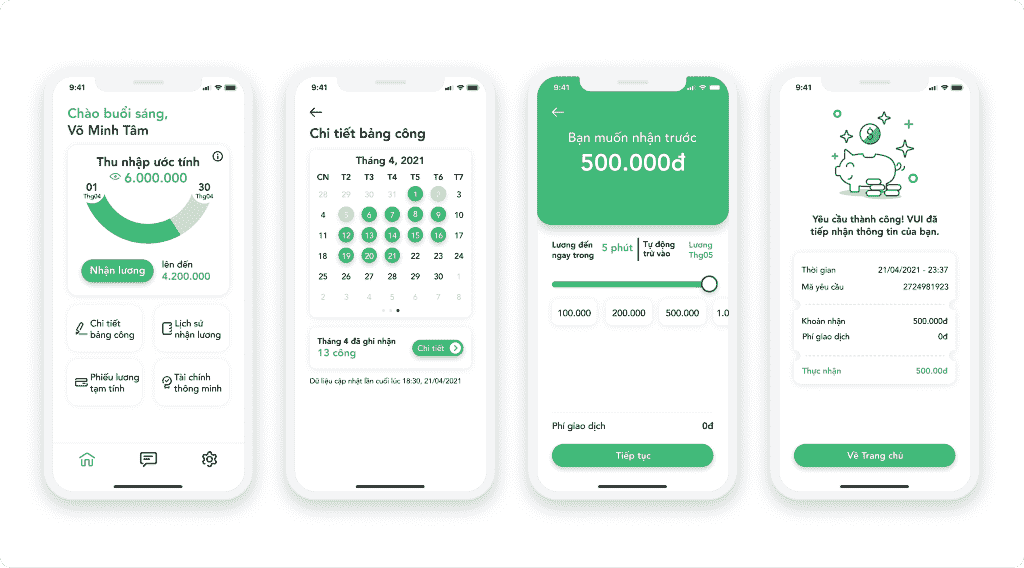 9:41
Chào buổi sáng,
Võ Minh Tâm
Thu nhập ước tính
6.000.000
01
Thg04
30
Thg04
Nhận lương
lên đến
4.200.000
Chi tiết
bảng công
Lịch sử
nhận lương
Phiếu lương
tạm tính
Tài chính
thông minh
9:41
Chi tiết bảng công
Tháng 4, 2021
CN T2 T3 T4 T5 T6 T7
28 29 30 31 1 2 3
4 5 6 7 8 9 10
11 12 13 14 15 16 17
18 19 20 21 22 23 24
25 26 27 28 29 30 1
2 3 4 5 6 7 8
Tháng 4 đã ghi nhận
13 công
Chi tiết
Dữ liệu cập nhật lần cuối lúc 18:30, 21/04/2021
9:41
Bạn muốn nhận trước
500.000đ
Lương đến
ngay trong
5 phút
Tự động
trừ vào
Lương
Thg05
100.000
200.000
500.000
1.0
Phí giao dịch 0đ
Tiếp tục
9:41
$
Yêu cầu thành công! VUI đã
tiếp nhận thông tin của bạn.
Thời gian 21/04/2021 - 23:37
Mã yêu cầu 2724981923
Khoản nhận 500.000đ
Phí giao dịch 0đ
Thực nhận 500.00đ
Về Trang chủ